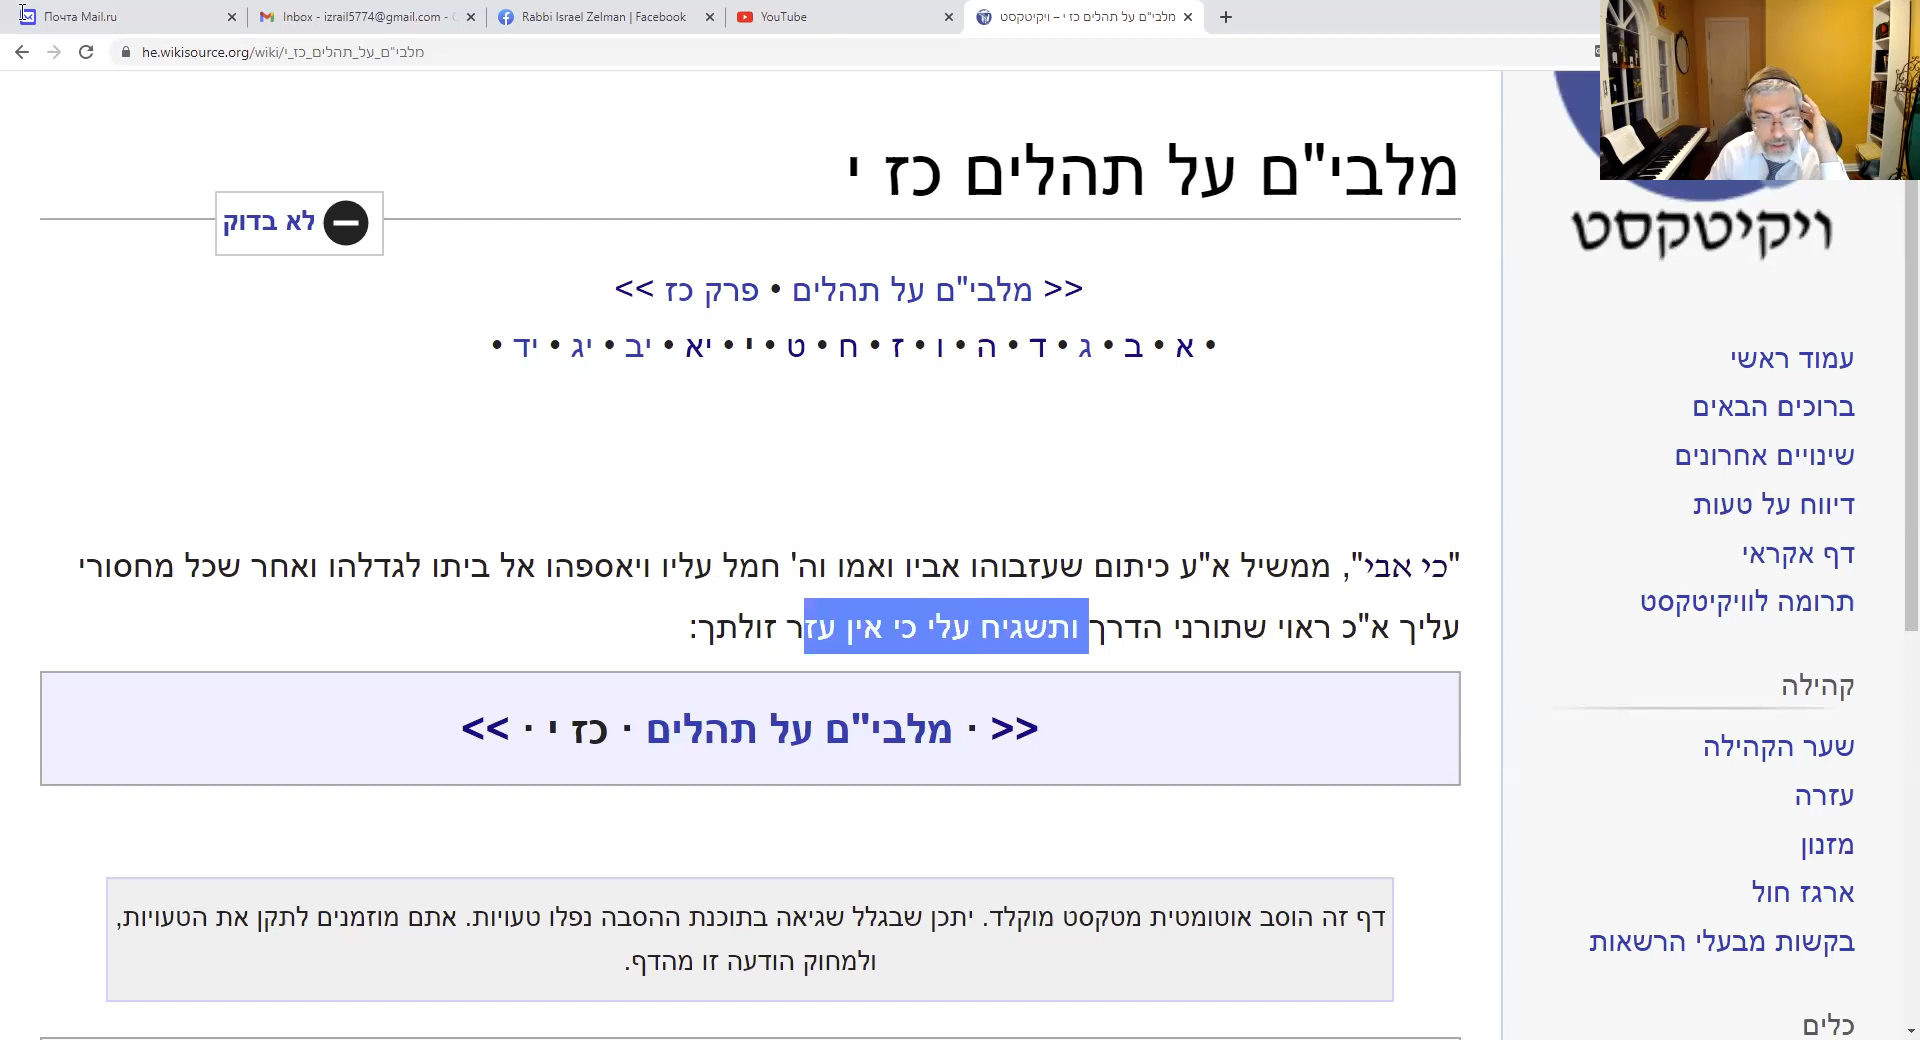 Почта Mail.ru
Inbox - izrail5774@gmail.com -
Rabbi Israel Zelman | Facebook
YouTube
מלבי"ם על תהלים כז י – ויקיטקסט
he.wikisource.org/wiki/מלבי"ם_על_תהלים_כז_י
מלבי"ם על תהלים כז י
לא בדוק
<< מלבי"ם על תהלים • פרק כז >>
• א • ב • ג • ד • ה • ו • ז • ח • ט • י • יא • יב • יג • יד •
"כי אבי", ממשיל א"ע כיתום שעזבוהו אביו ואמו וה' חמל עליו ויאספהו אל ביתו לגדלהו ואחר שכל מחסורי
עליך א"כ ראוי שתורני הדרך ותשגיח עלי כי אין עזר זולתך:
<< · מלבי"ם על תהלים · כז י · >>
דף זה הוסב אוטומטית מטקסט מוקלד. יתכן שבגלל שגיאה בתוכנת ההסבה נפלו טעויות. אתם מוזמנים לתקן את הטעויות,
ולמחוק הודעה זו מהדף.
ויקיטקסט
עמוד ראשי
ברוכים הבאים
שינויים אחרונים
דיווח על טעות
דף אקראי
תרומה לוויקיטקסט
קהילה
שער הקהילה
עזרה
מזנון
ארגז חול
בקשות מבעלי הרשאות
כלים